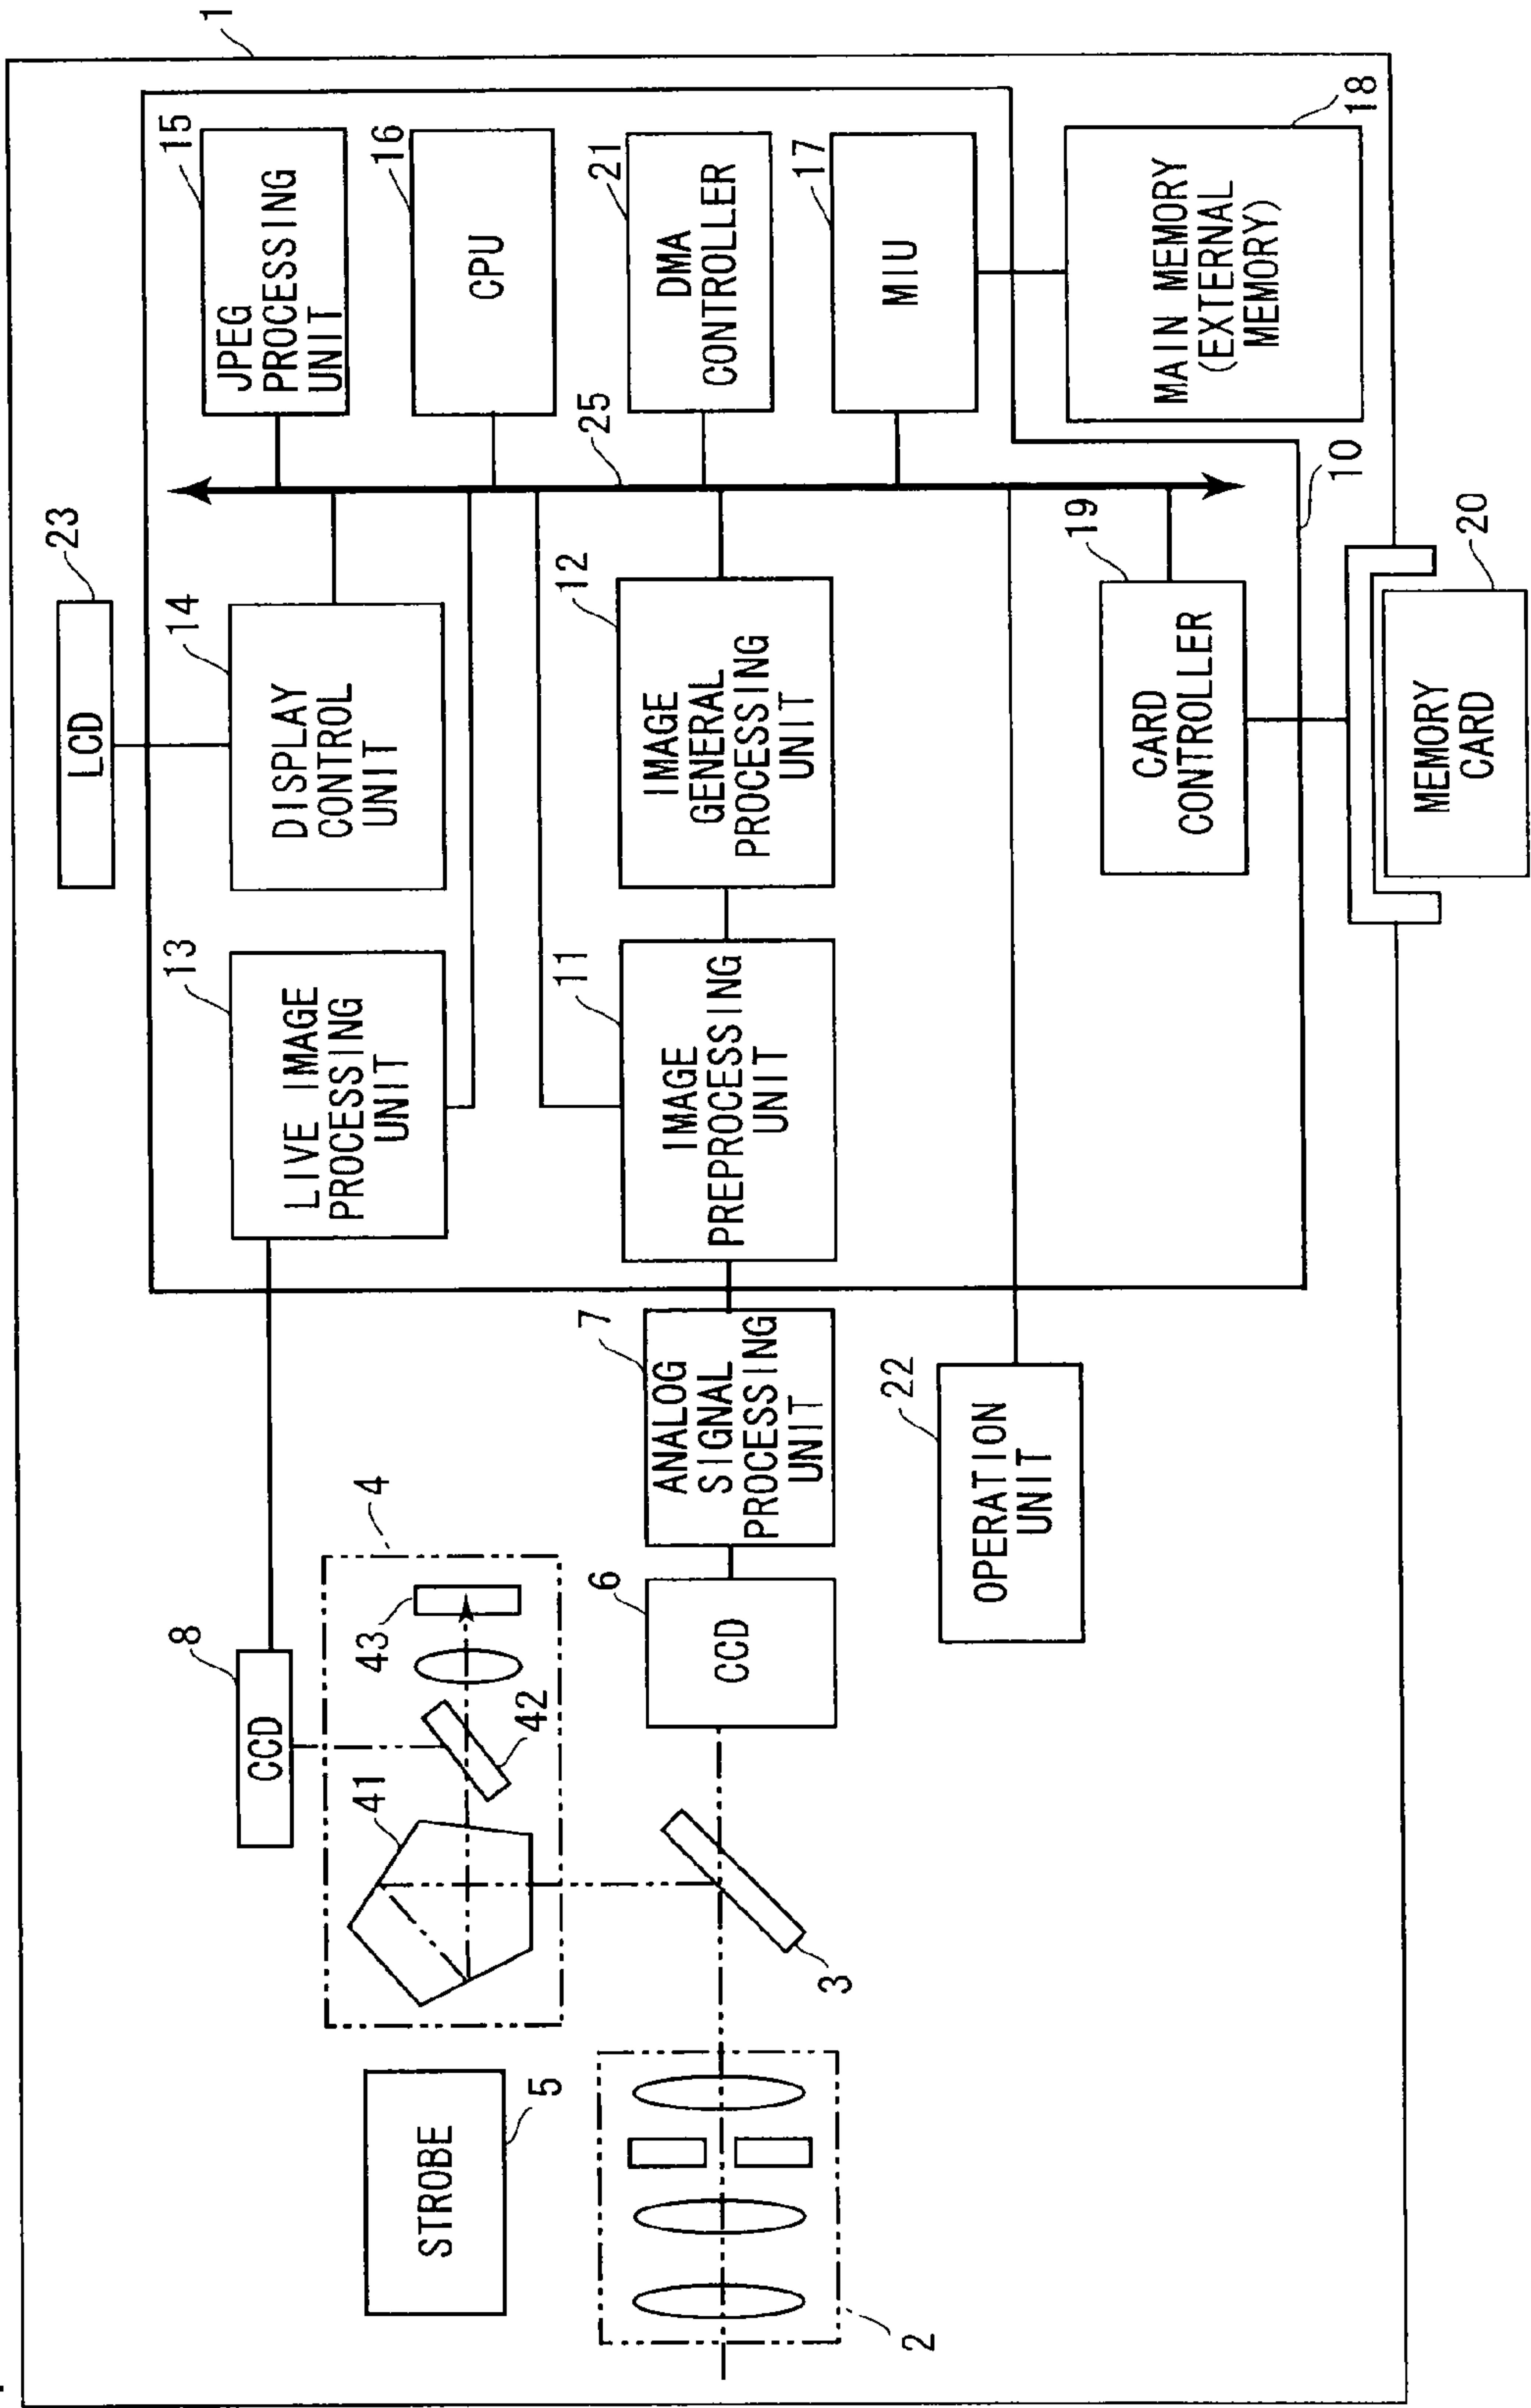 1
23
LCD
15
JPEG
PROCESSING
UNIT
14
DISPLAY
CONTROL
UNIT
13
LIVE IMAGE
PROCESSING
UNIT
8
CCD
16
CPU
4
43
42
41
STROBE
5
25
21
DMA
CONTROLLER
12
IMAGE
GENERAL
PROCESSING
UNIT
11
IMAGE
PREPROCESSING
UNIT
7
ANALOG
SIGNAL
PROCESSING
UNIT
6
CCD
3
2
17
MIU
22
OPERATION
UNIT
18
MAIN MEMORY
(EXTERNAL
MEMORY)
19
CARD
CONTROLLER
10
20
MEMORY
CARD